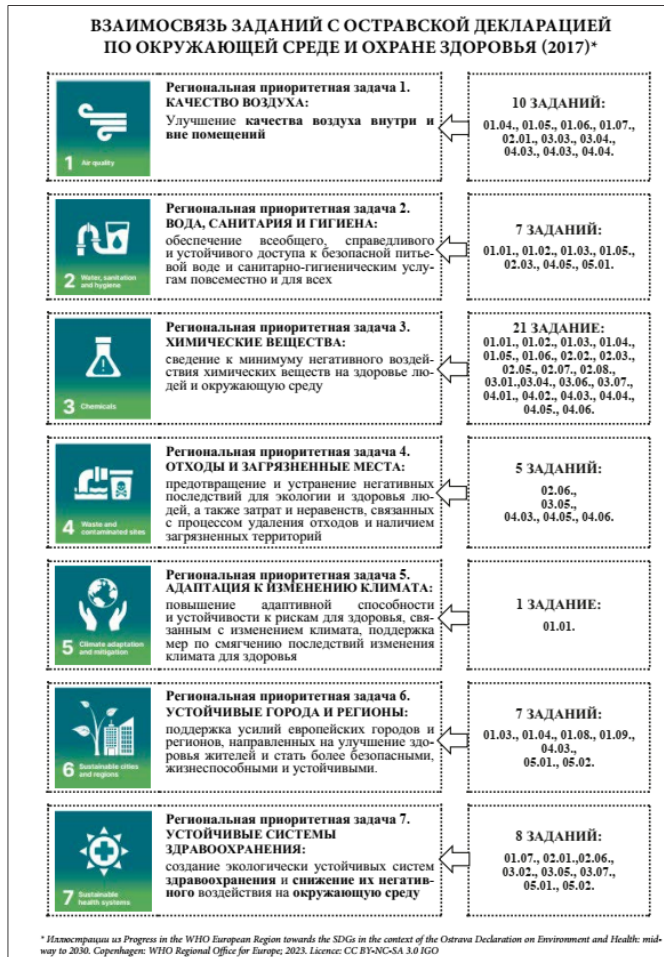 ВЗАИМОСВЯЗЬ ЗАДАНИЙ С ОСТРАВСКОЙ ДЕКЛАРАЦИЕЙ
ПО ОКРУЖАЮЩЕЙ СРЕДЕ И ОХРАНЕ ЗДОРОВЬЯ (2017)*
1 Air quality
Региональная приоритетная задача 1.
КАЧЕСТВО ВОЗДУХА:
Улучшение качества воздуха внутри и
вне помещений
10 ЗАДАНИЙ:
01.04., 01.05., 01.06., 01.07.,
02.01., 03.03., 03.04.,
04.03., 04.03., 04.04.
2 Water, sanitation
and hygiene
Региональная приоритетная задача 2.
ВОДА, САНИТАРИЯ И ГИГИЕНА:
обеспечение всеобщего, справедливого
и устойчивого доступа к безопасной питье-
вой воде и санитарно-гигиеническим услу-
гам повсеместно и для всех
7 ЗАДАНИЙ:
01.01., 01.02., 01.03., 01.05.,
02.03., 04.05., 05.01.
3 Chemicals
Региональная приоритетная задача 3.
ХИМИЧЕСКИЕ ВЕЩЕСТВА:
сведение к минимуму негативного воздей-
ствия химических веществ на здоровье лю-
дей и окружающую среду
21 ЗАДАНИЕ:
01.01., 01.02., 01.03., 01.04.,
01.05., 01.06., 02.02., 02.03.,
02.05., 02.07., 02.08.,
03.01.,03.04., 03.06., 03.07.,
04.01., 04.02., 04.03., 04.04.,
04.05., 04.06.
4 Waste and
contaminated sites
Региональная приоритетная задача 4.
ОТХОДЫ И ЗАГРЯЗНЕННЫЕ МЕСТА:
предотвращение и устранение негативных
последствий для экологии и здоровья лю-
дей, а также затрат и неравенств, связанных
с процессом удаления отходов и наличием
загрязненных территорий
5 ЗАДАНИЙ:
02.06.,
03.05.,
04.03., 04.05., 04.06.
5 Climate adaptation
and mitigation
Региональная приоритетная задача 5.
АДАПТАЦИЯ К ИЗМЕНЕНИЮ КЛИМАТА:
повышение адаптивной способности
и устойчивости к рискам для здоровья, свя-
занным с изменением климата, поддержка
мер по смягчению последствий изменения
климата для здоровья
1 ЗАДАНИЕ:
01.01.
6 Sustainable cities
and regions
Региональная приоритетная задача 6.
УСТОЙЧИВЫЕ ГОРОДА И РЕГИОНЫ:
поддержка усилий европейских городов и
регионов, направленных на улучшение здо-
ровья жителей и стать более безопасными,
жизнеспособными и устойчивыми.
7 ЗАДАНИЙ:
01.03., 01.04., 01.08., 01.09.,
04.03.,
05.01., 05.02.
7 Sustainable
health systems
Региональная приоритетная задача 7.
УСТОЙЧИВЫЕ СИСТЕМЫ
ЗДРАВООХРАНЕНИЯ:
создание экологически устойчивых систем
здравоохранения и снижение их негатив-
ного воздействия на окружающую среду
8 ЗАДАНИЙ:
01.07., 02.01.,02.06.,
03.02., 03.05., 03.07.,
05.01., 05.02.
* Иллюстрации из Progress in the WHO European Region towards the SDGs in the context of the Ostrava Declaration on Environment and Health: mid-
way to 2030. Copenhagen: WHO Regional Office for Europe; 2023. Licence: CC BY-NC-SA 3.0 IGO